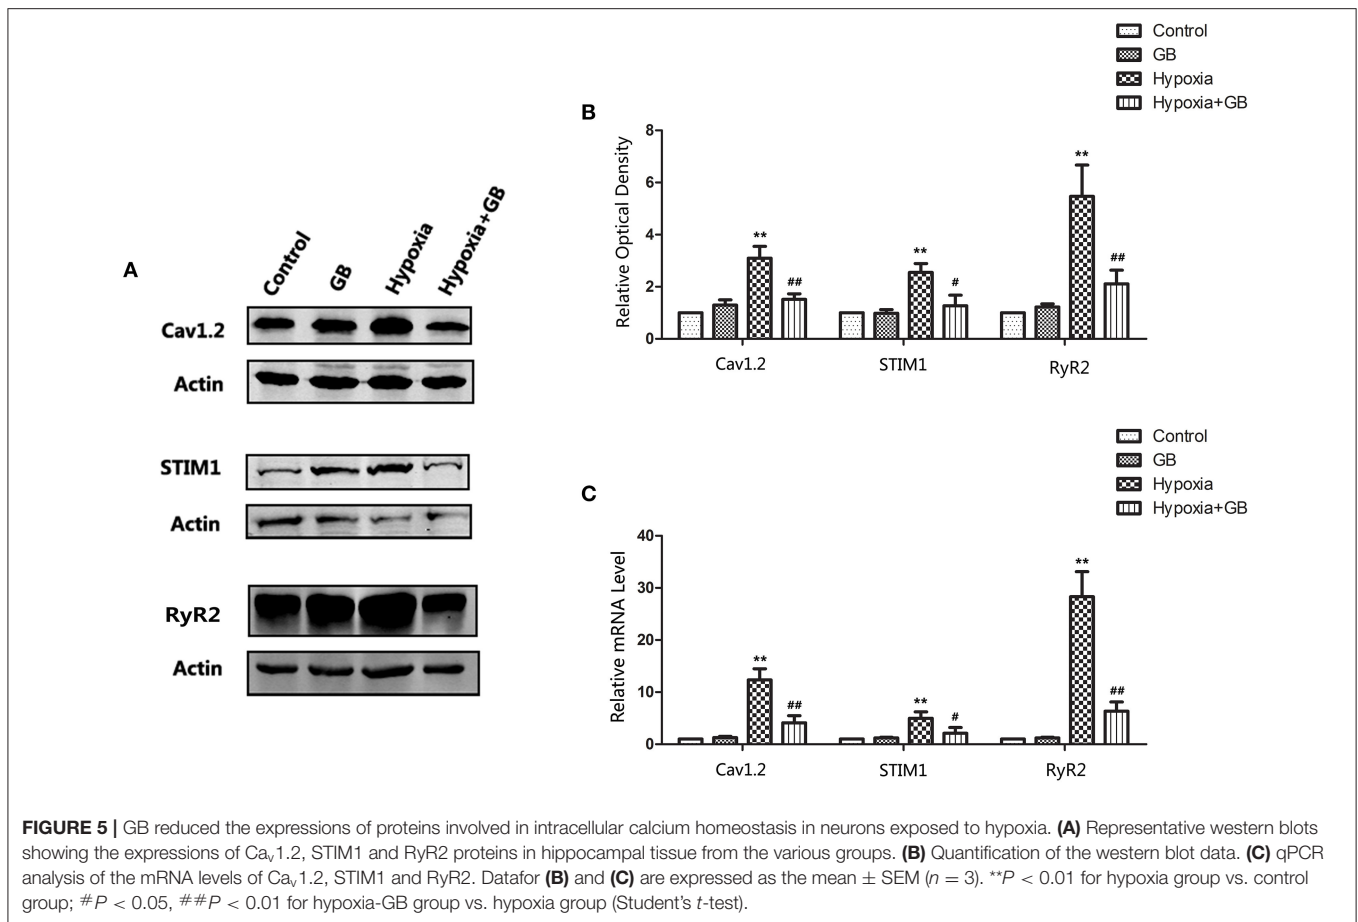 A
Control
GB
Hypoxia
Hypoxia+GB
Cav1.2
Actin
STIM1
Actin
RyR2
Actin
B
Control
GB
Hypoxia
Hypoxia+GB
Relative Optical Density
8
6
4
2
0
**
##
**
#
**
##
Cav1.2
STIM1
RyR2
C
Control
GB
Hypoxia
Hypoxia+GB
Relative mRNA Level
40
30
20
10
0
**
##
**
#
**
##
Cav1.2
STIM1
RyR2
FIGURE 5 | GB reduced the expressions of proteins involved in intracellular calcium homeostasis in neurons exposed to hypoxia. (A) Representative western blots
showing the expressions of Cav1.2, STIM1 and RyR2 proteins in hippocampal tissue from the various groups. (B) Quantification of the western blot data. (C) qPCR
analysis of the mRNA levels of Cav1.2, STIM1 and RyR2. Datafor (B) and (C) are expressed as the mean ± SEM (n = 3). **P < 0.01 for hypoxia group vs. control
group; #P < 0.05, ##P < 0.01 for hypoxia-GB group vs. hypoxia group (Student's t-test).